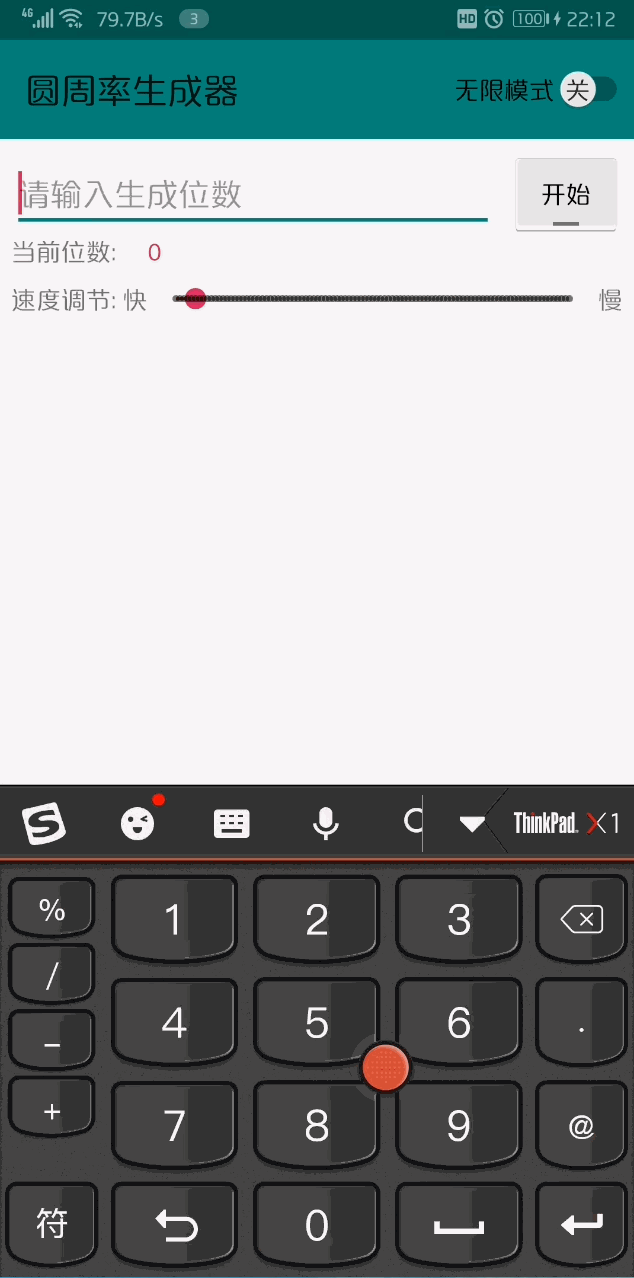 4G 79.7B/s 3 HD 100 22:12
圆周率生成器 无限模式 关
请输入生成位数 开始
当前位数: 0
速度调节: 快 慢
S ThinkPad X1
% 1 2 3
/ 4 5 6 .
- 7 8 9 @
+
符 0